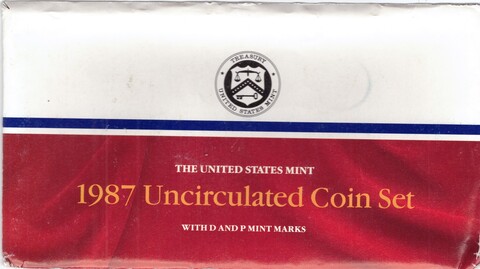 TREASURY
UNITED STATES MINT
THE UNITED STATES MINT
1987 Uncirculated Coin Set
WITH D AND P MINT MARKS